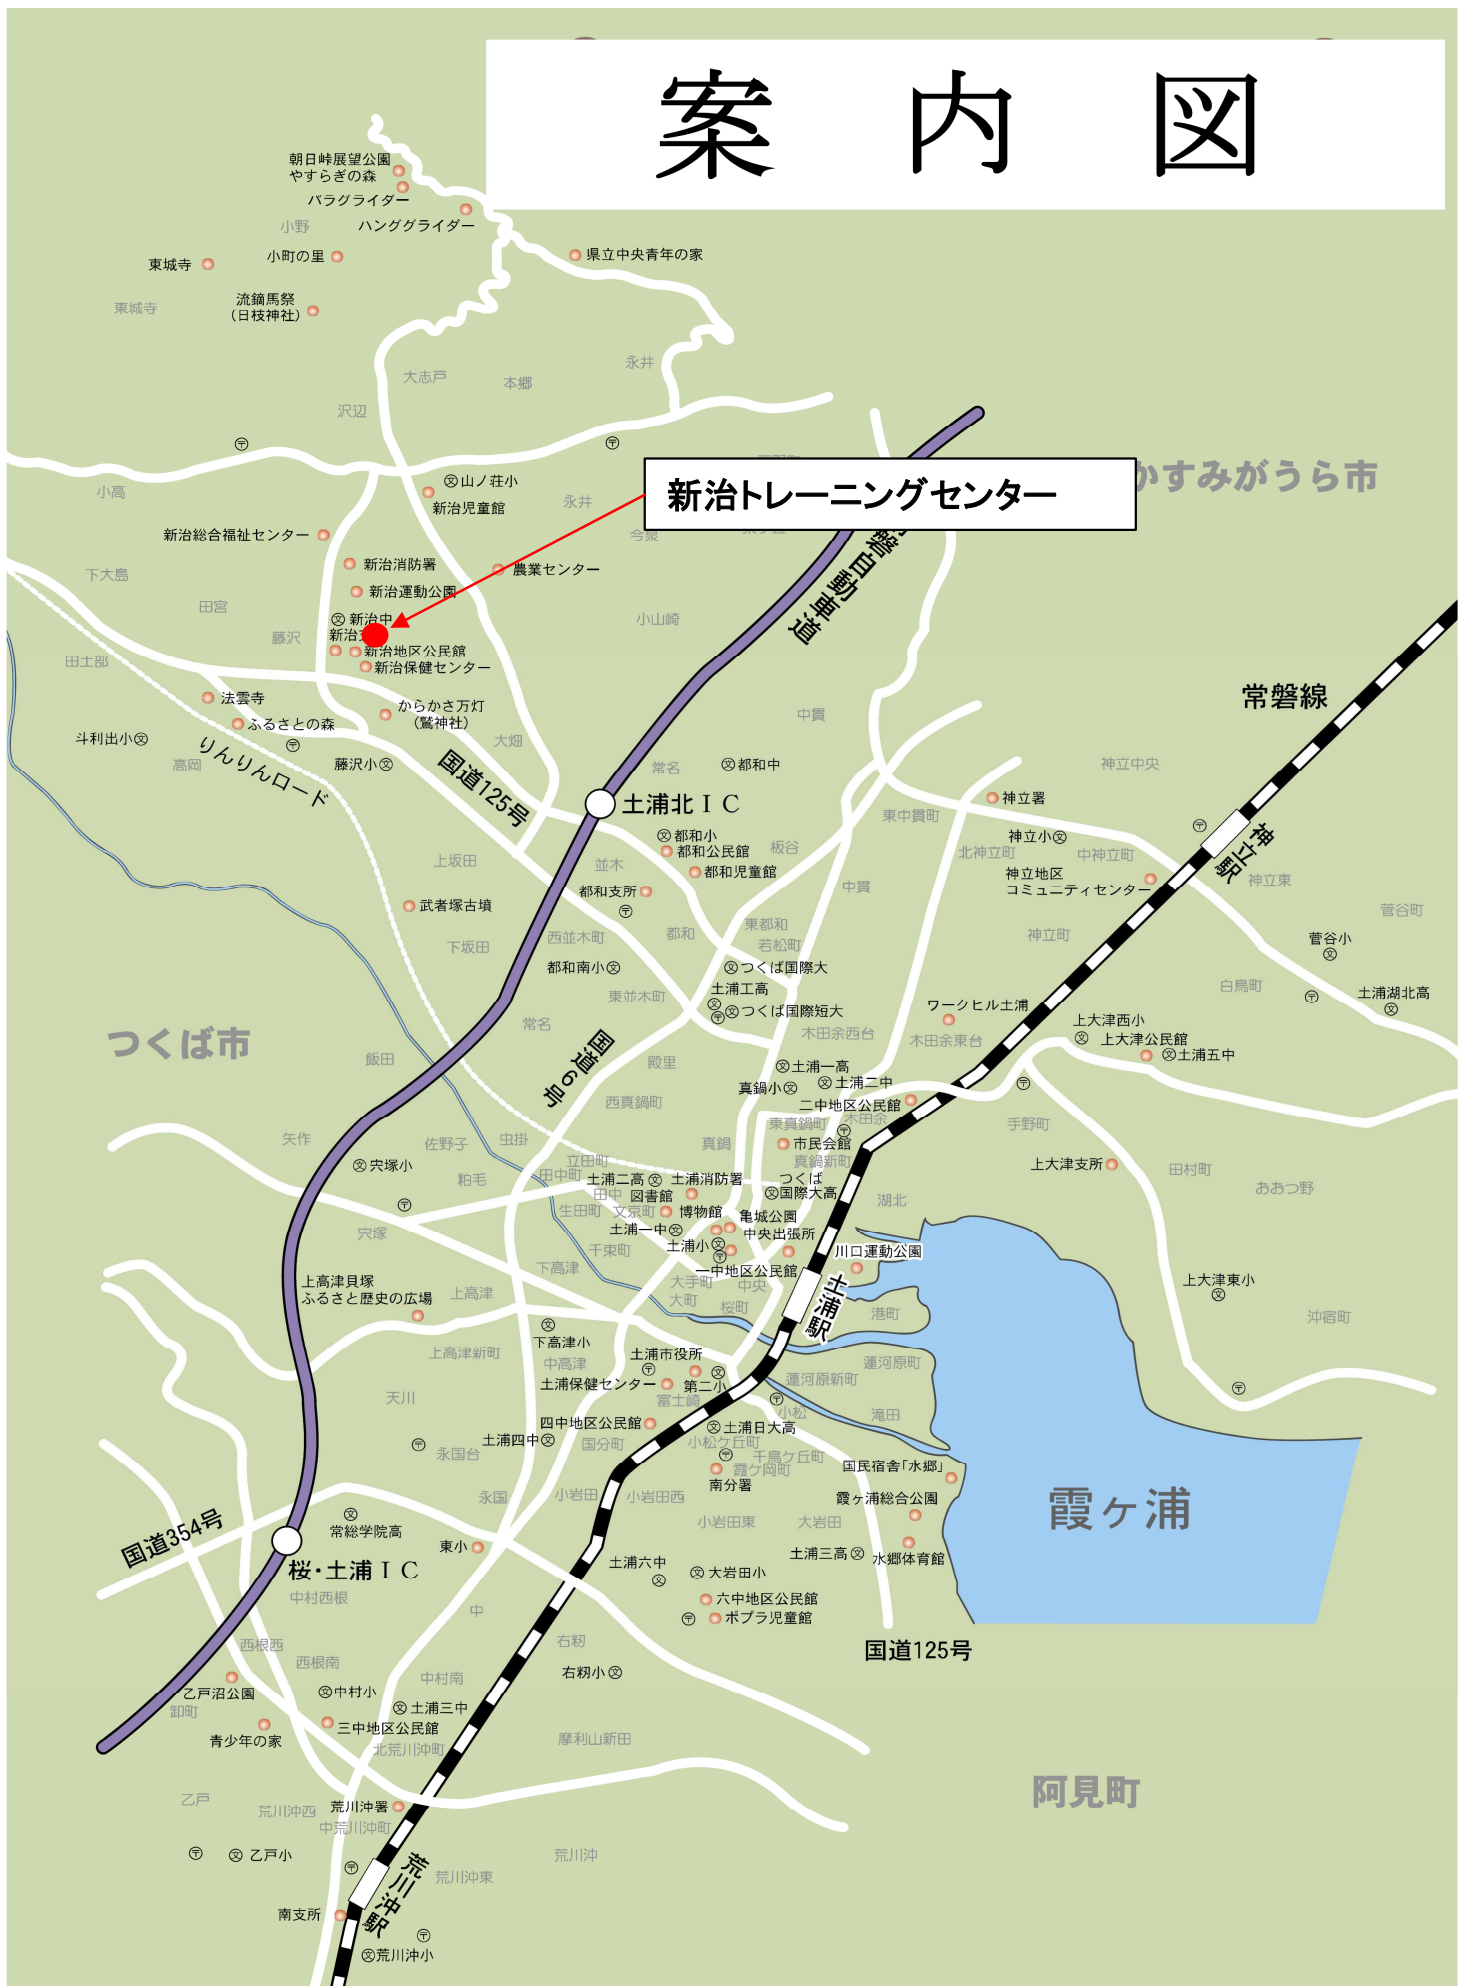 案内図
朝日峠展望公園
やすらぎの森
パラグライダー
ハンググライダー
小野
小町の里
東城寺
県立中央青年の家
東城寺
流鏑馬祭
(日枝神社)
大志戸
本郷
永井
沢辺
かすみがうら市
小高
山ノ荘小
新治児童館
永井
新治トレーニングセンター
新治総合福祉センター
今泉
新治消防署
農業センター
下大島
新治運動公園
田宮
新治中
小山崎
藤沢
新治
新治地区公民館
田土部
新治保健センター
磐自動車道
常磐線
法雲寺
からかさ万灯
(鷲神社)
ふるさとの森
中貫
斗利出小
大畑
高岡
りんりんロード
藤沢小
国道125号
常名
都和中
神立中央
土浦北IC
神立署
東中貫町
都和小
神立小
神立駅
都和公民館
板谷
北神立町
中神立町
上坂田
並木
都和児童館
神立地区
コミュニティセンター
神立東
都和支所
中貫
武者塚古墳
菅谷町
東都和
下坂田
西並木町
都和
若松町
神立町
菅谷小
都和南小
つくば国際大
東並木町
土浦工高
白鳥町
土浦湖北高
つくば国際短大
ワークヒル土浦
常名
木田余西台
木田余東台
上大津西小
上大津公民館
つくば市
国道6号
土浦五中
飯田
殿里
土浦一高
真鍋小
土浦二中
西真鍋町
二中地区公民館
東真鍋町
木田余
手野町
矢作
佐野子
虫掛
真鍋
市民会館
真鍋新町
穴塚小
立田町
上大津支所
田村町
粕毛
田中町
土浦二高
土浦消防署
つくば
国際大高
おおつ野
田中
図書館
湖北
生田町
文京町
博物館
亀城公園
土浦一中
中央出張所
穴塚
千束町
土浦小
川口運動公園
下高津
一中地区公民館
土浦駅
上高津貝塚
ふるさと歴史の広場
上高津
大手町
中央
上大津東小
大町
桜町
港町
沖宿町
下高津小
上高津新町
中高津
土浦市役所
蓮河原町
土浦保健センター
第二小
蓮河原新町
天川
富士崎
小松
滝田
四中地区公民館
土浦日大高
土浦四中
国分町
小松ケ丘町
永国台
千鳥ケ丘町
霞ケ岡町
国民宿舎「水郷」
南分署
永国
小岩田
小岩田西
霞ヶ浦総合公園
霞ヶ浦
国道354号
常総学院高
小岩田東
大岩田
東小
土浦三高
水郷体育館
桜・土浦IC
土浦六中
大岩田小
中村西根
六中地区公民館
中
ポプラ児童館
右籾
国道125号
西根西
西根南
右籾小
中村南
乙戸沼公園
中村小
卸町
土浦三中
三中地区公民館
青少年の家
北荒川沖町
摩利山新田
阿見町
乙戸
荒川沖西
荒川沖署
中荒川沖町
乙戸小
荒川沖駅
荒川沖
荒川沖東
南支所
荒川沖小